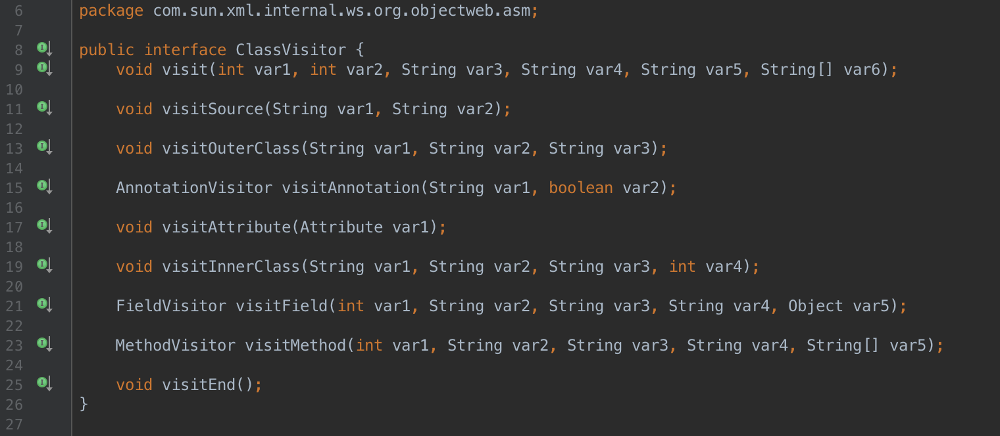 6 package com.sun.xml.internal.ws.org.objectweb.asm;
7
8 public interface ClassVisitor {
9 void visit(int var1, int var2, String var3, String var4, String var5, String[] var6);
10
11 void visitSource(String var1, String var2);
12
13 void visitOuterClass(String var1, String var2, String var3);
14
15 AnnotationVisitor visitAnnotation(String var1, boolean var2);
16
17 void visitAttribute(Attribute var1);
18
19 void visitInnerClass(String var1, String var2, String var3, int var4);
20
21 FieldVisitor visitField(int var1, String var2, String var3, String var4, Object var5);
22
23 MethodVisitor visitMethod(int var1, String var2, String var3, String var4, String[] var5);
24
25 void visitEnd();
26 }
27